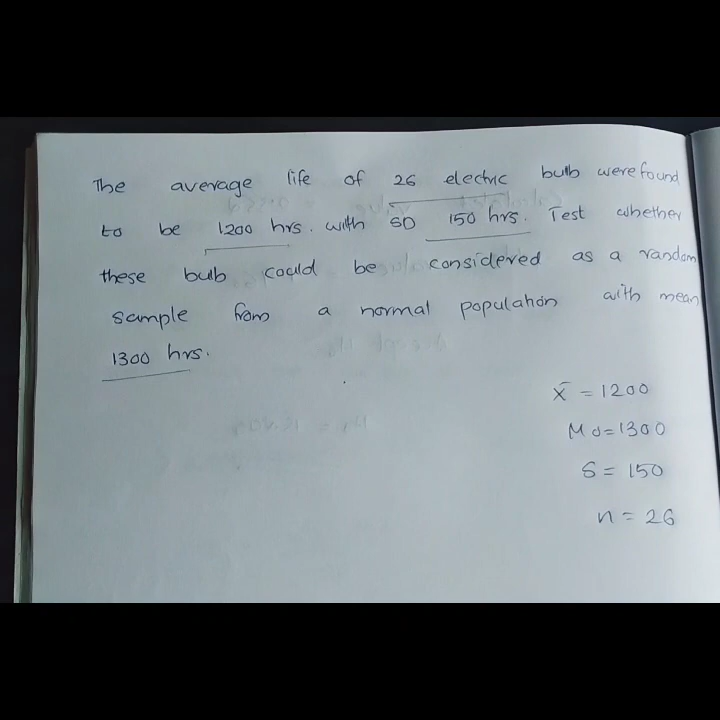 The average life of 26 electric bulb were found
to be 1200 hrs. with SD 150 hrs. Test whether
these bulb could be considered as a random
sample from a normal population with mean
1300 hrs.
x̄ = 1200
M0 = 1300
S = 150
n = 26